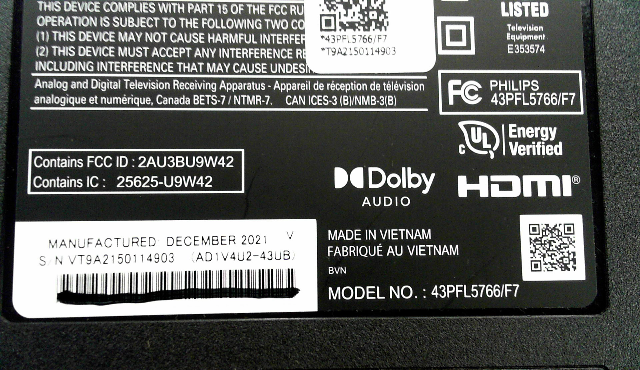 THIS DEVICE COMPLIES WITH PART 15 OF THE FCC RU
OPERATION IS SUBJECT TO THE FOLLOWING TWO CO
(1) THIS DEVICE MAY NOT CAUSE HARMFUL INTERFER
(2) THIS DEVICE MUST ACCEPT ANY INTERFERENCE RE
INCLUDING INTERFERENCE THAT MAY CAUSE UNDESI
*43PFL5766/F7
*T9A2150114903
LISTED
Television
Equipment
E353574
Analog and Digital Television Receiving Apparatus - Appareil de réception de télévision
analogique et numérique, Canada BETS-7 / NTMR-7. CAN ICES-3 (B)/NMB-3(B)
FC PHILIPS
43PFL5766/F7
C UL Energy
Verified
Contains FCC ID : 2AU3BU9W42
Contains IC : 25625-U9W42
Dolby
AUDIO
HDMI®
MANUFACTURED DECEMBER 2021 V
S/N VT9A2150114903 (AD1V4U2-43UB)
MADE IN VIETNAM
FABRIQUÉ AU VIETNAM
BVN
MODEL NO. : 43PFL5766/F7